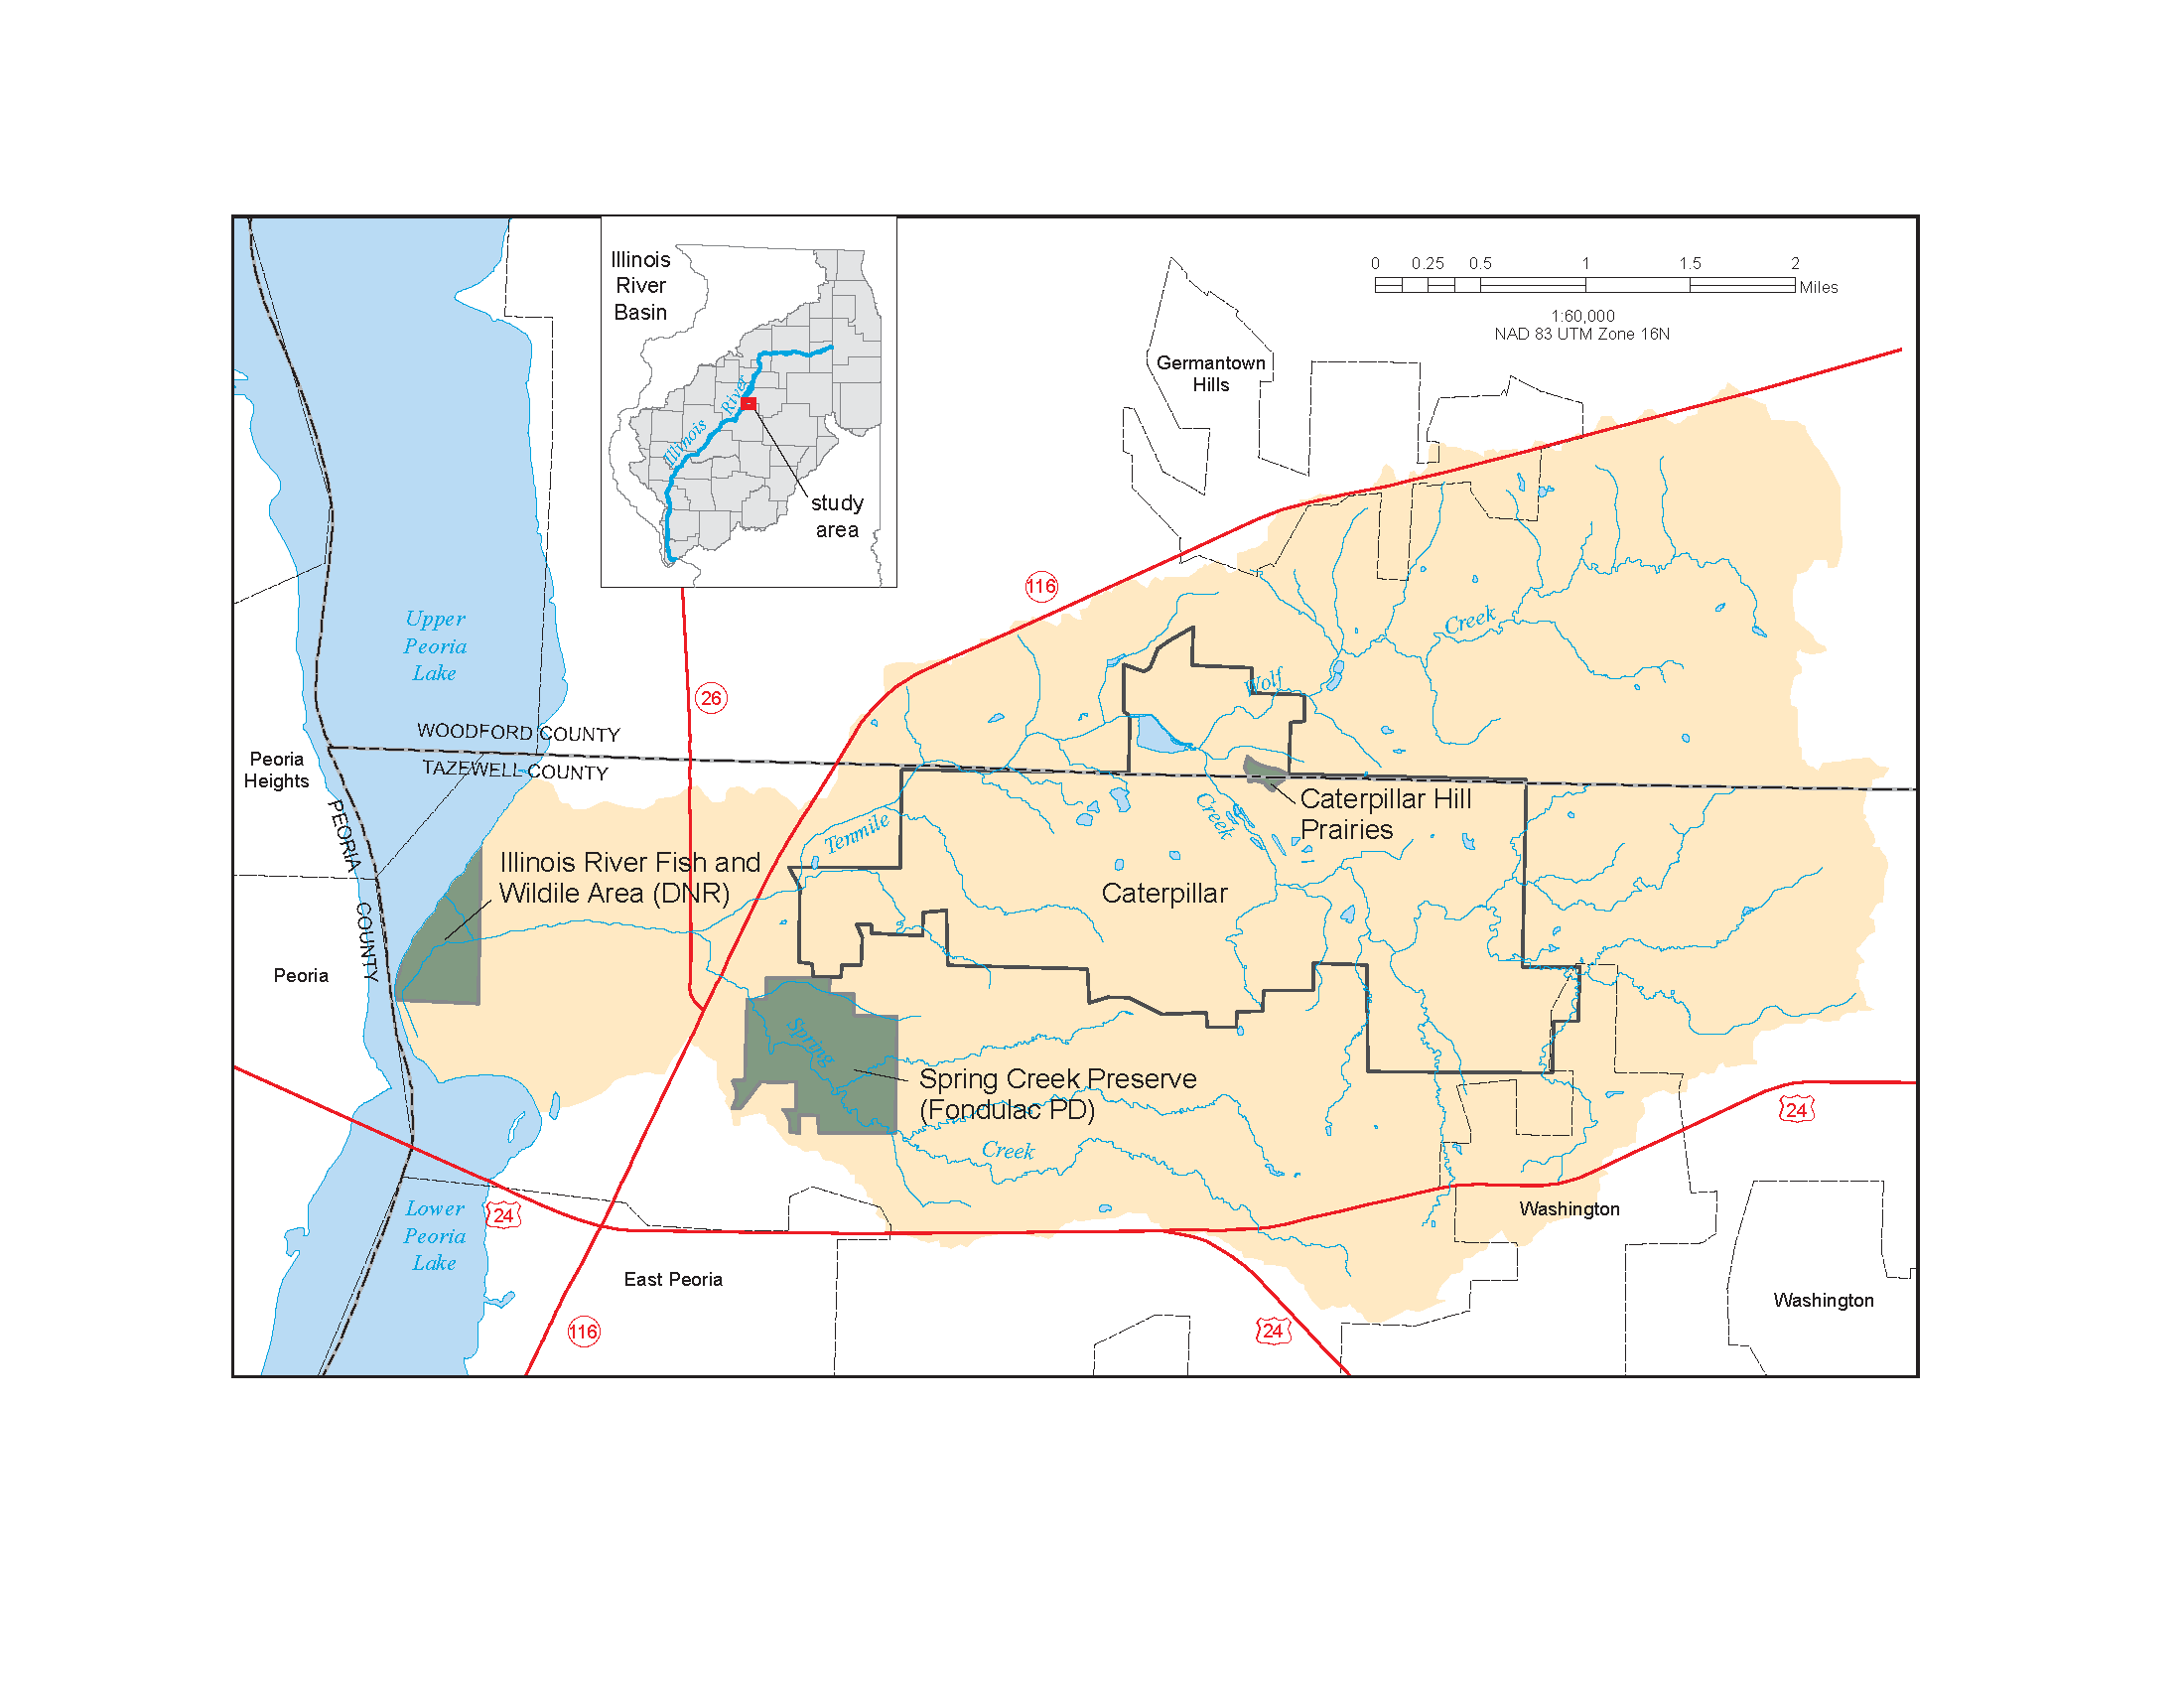 Illinois
River
Basin
Illinois River
study
area
0 0.25 0.5 1 1.5 2
Miles
1:60,000
NAD 83 UTM Zone 16N
Germantown
Hills
116
Upper
Peoria
Lake
Creek
Wolf
26
WOODFORD COUNTY
TAZEWELL COUNTY
Peoria
Heights
PEORIA COUNTY
Caterpillar Hill
Prairies
Creek
Tenmile
Illinois River Fish and
Wildile Area (DNR)
Caterpillar
Peoria
Spring
Spring Creek Preserve
(Fondulac PD)
24
Creek
Lower
Peoria
Lake
24
Washington
East Peoria
Washington
116
24